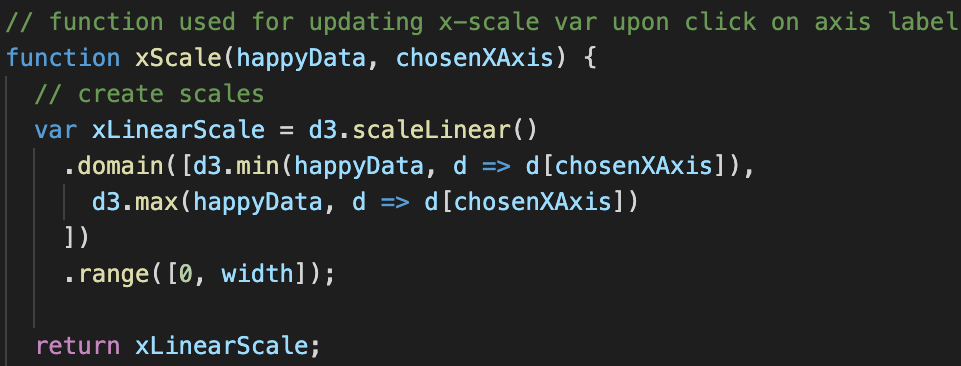 // function used for updating x-scale var upon click on axis label
function xScale(happyData, chosenXAxis) {
  // create scales
  var xLinearScale = d3.scaleLinear()
    .domain([d3.min(happyData, d => d[chosenXAxis]),
      d3.max(happyData, d => d[chosenXAxis])
    ])
    .range([0, width]);

  return xLinearScale;